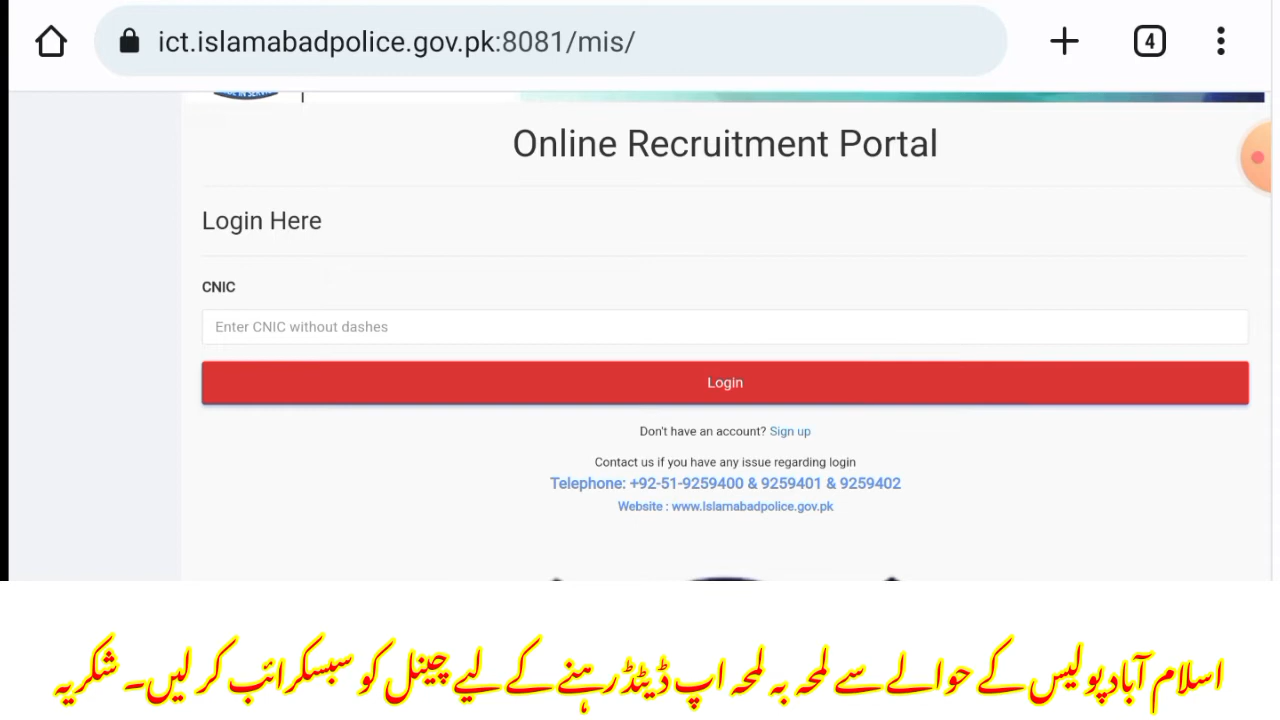 ict.islamabadpolice.gov.pk:8081/mis/
4
Online Recruitment Portal
Login Here
CNIC
Enter CNIC without dashes
Login
Don't have an account? Sign up
Contact us if you have any issue regarding login
Telephone: +92-51-9259400 & 9259401 & 9259402
Website : www.Islamabadpolice.gov.pk
اسلام آباد پولیس کے حوالے سے لمحہ بہ لمحہ اپ ڈیٹڈ رہنے کے لیے چینل کو سبسکرائب کر لیں۔ شکریہ